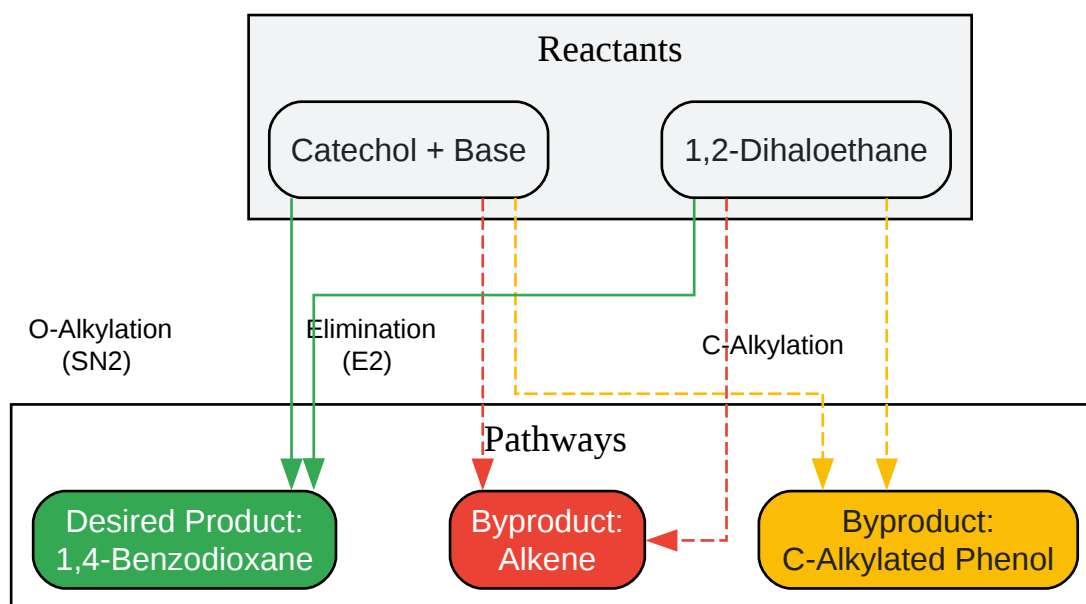 Reactants
Catechol + Base
1,2-Dihaloethane
O-Alkylation
(SN2)
Elimination
(E2)
C-Alkylation
Pathways
Desired Product:
1,4-Benzodioxane
Byproduct:
Alkene
Byproduct:
C-Alkylated Phenol